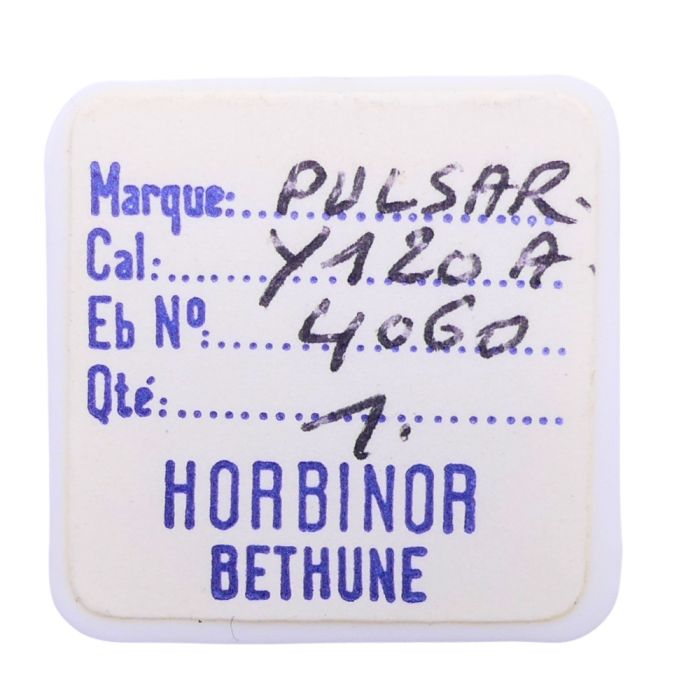 Marque: PULSAR.
Cal: Y120A.
Eb Nº: 4060
Qté: 1.
HORBINOR
BETHUNE